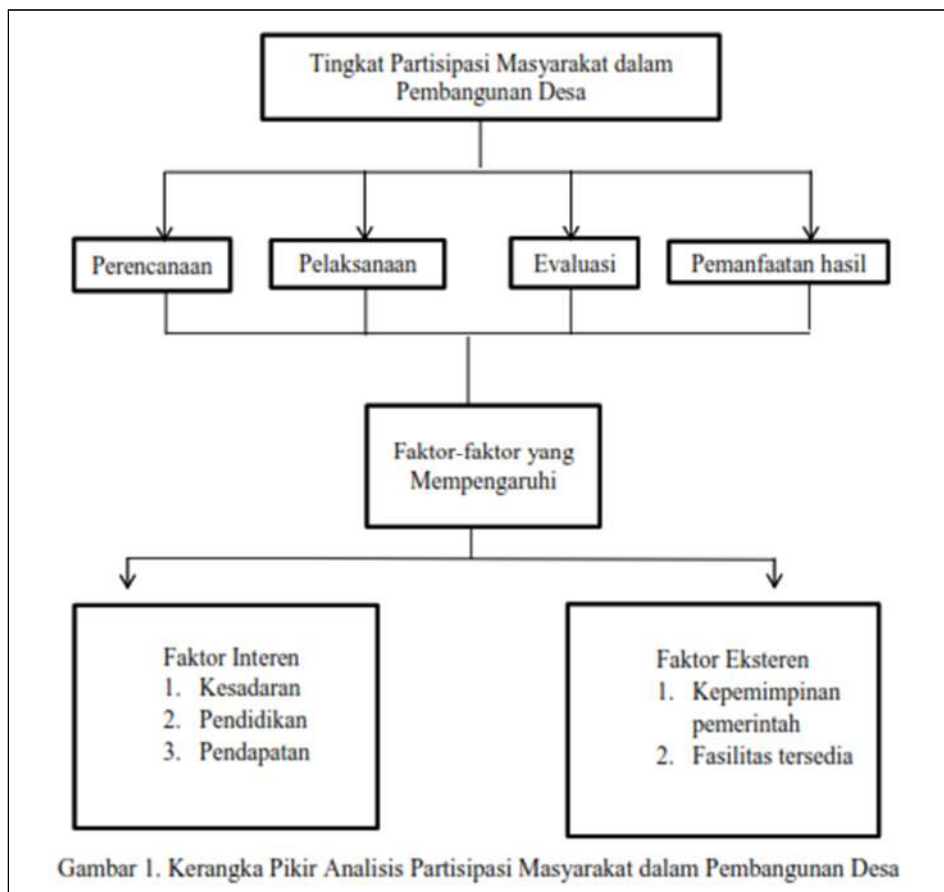 Tingkat Partisipasi Masyarakat dalam
Pembangunan Desa
Perencanaan
Pelaksanaan
Evaluasi
Pemanfaatan hasil
Faktor-faktor yang
Mempengaruhi
Faktor Interen
1. Kesadaran
2. Pendidikan
3. Pendapatan
Faktor Eksteren
1. Kepemimpinan
pemerintah
2. Fasilitas tersedia
Gambar 1. Kerangka Pikir Analisis Partisipasi Masyarakat dalam Pembangunan Desa